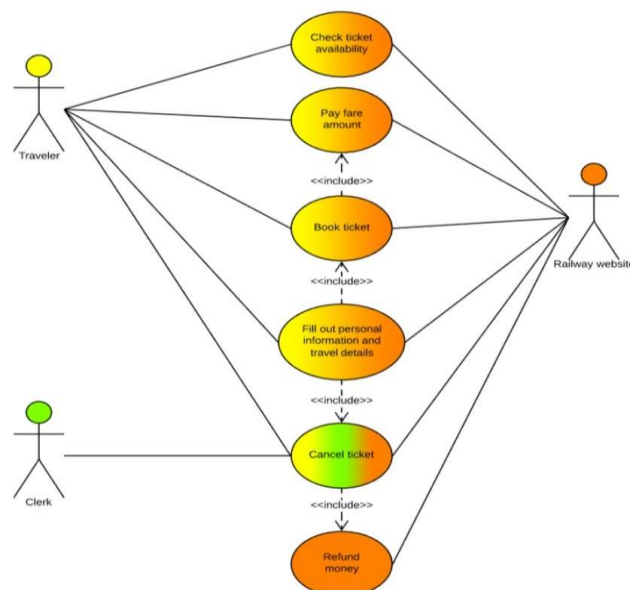 Check ticket
availability
Traveler
Pay fare
amount
<<include>>
Book ticket
Railway website
<<include>>
Fill out personal
information and
travel details
<<include>>
Clerk
Cancel ticket
<<include>>
Refund
money